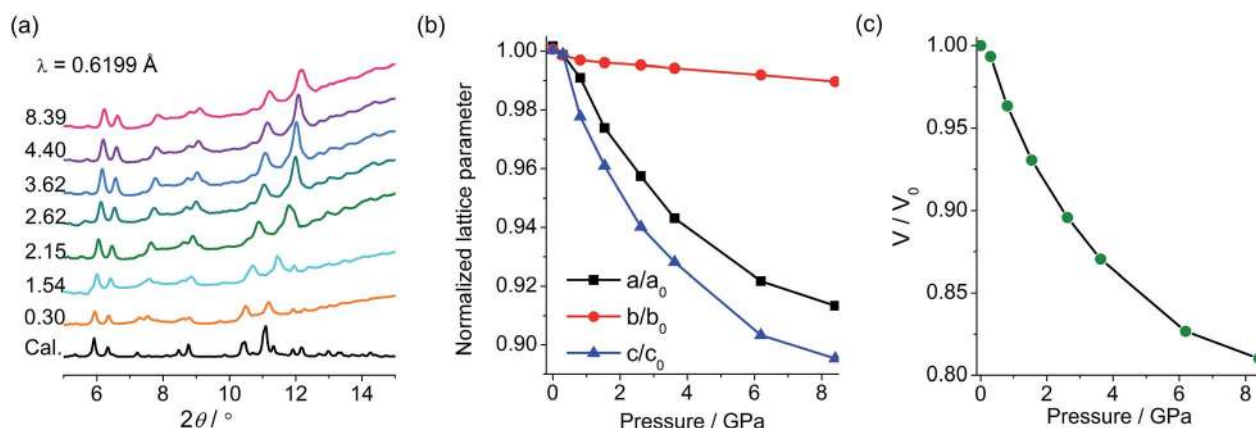 (a)
λ = 0.6199 Å
8.39
4.40
3.62
2.62
2.15
1.54
0.30
Cal.
6 8 10 12 14
2θ / °
(b)
Normalized lattice parameter
1.00
0.98
0.96
0.94
0.92
0.90
a/a₀
b/b₀
c/c₀
0 2 4 6 8
Pressure / GPa
(c)
V / V₀
1.00
0.95
0.90
0.85
0.80
0 2 4 6 8
Pressure / GPa